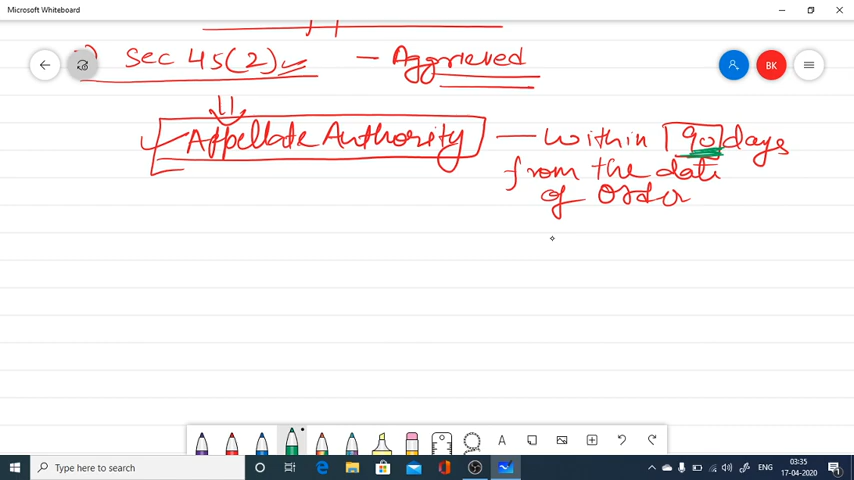 Microsoft Whiteboard
Sec 45(2) - Aggrieved
BK
Appellate Authority - within 90 days
from the date
of Order
Type here to search
ENG
03:35
17-04-2020